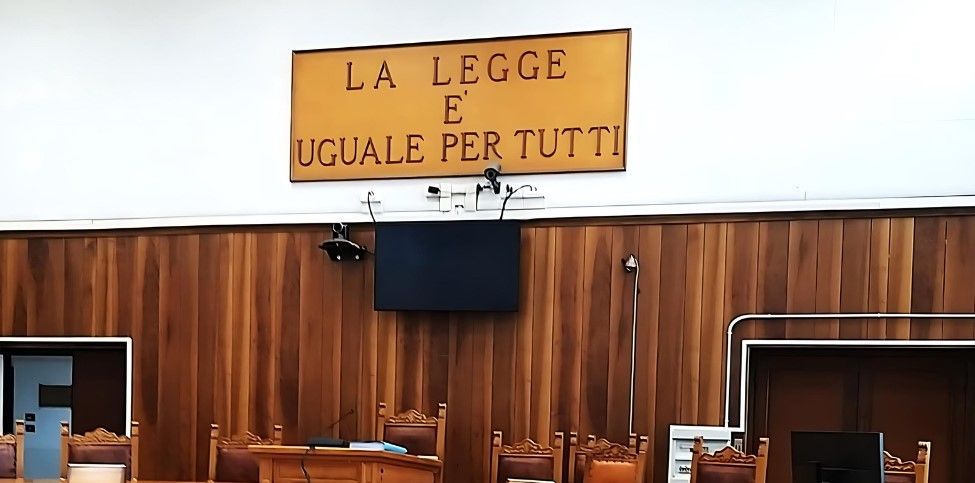 LA LEGGE
E'
UGUALE PER TUTTI